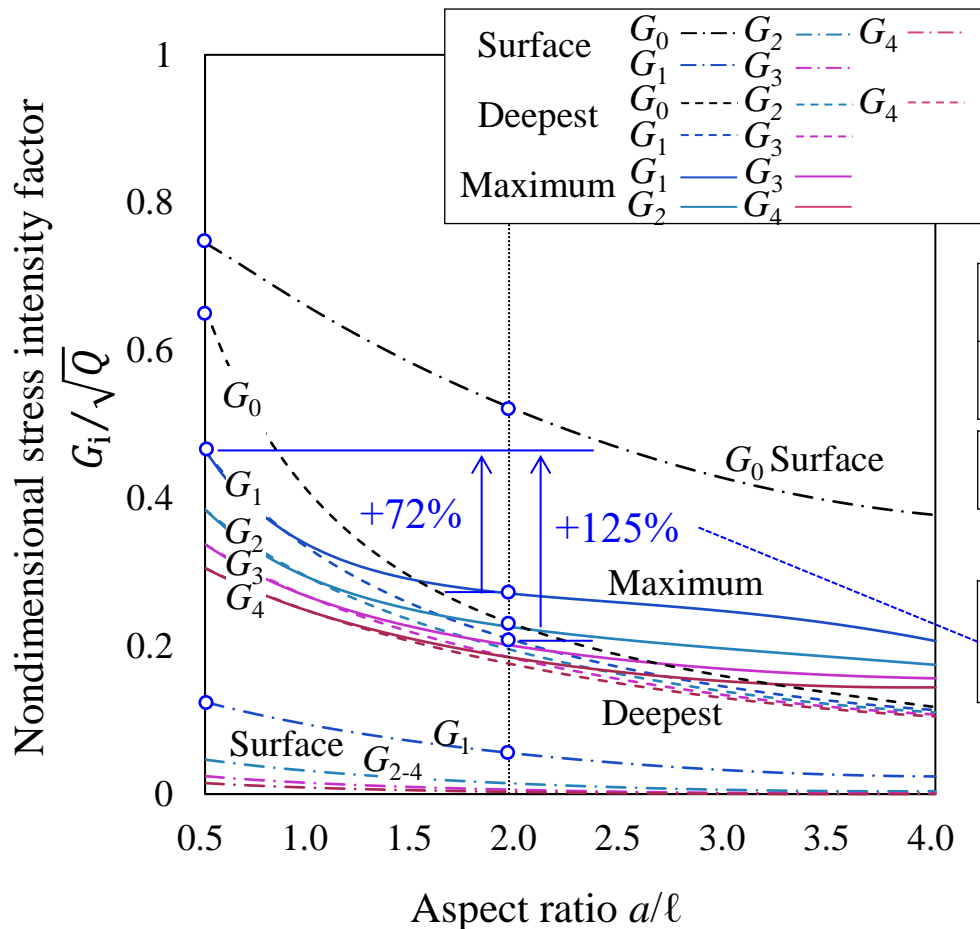 Surface G₀ G₂ G₄
G₁ G₃
Deepest G₀ G₂ G₄
G₁ G₃
Maximum G₁ G₃
G₂ G₄
Nondimensional stress intensity factor
Gᵢ/√Q
1
0.8
0.6
0.4
0.2
0
G₀
G₀ Surface
G₁
G₂
G₃
G₄
+72%
+125%
Maximum
Deepest
Surface
G₁
G₂₋₄
0.5 1.0 1.5 2.0 2.5 3.0 3.5 4.0
Aspect ratio a/ℓ